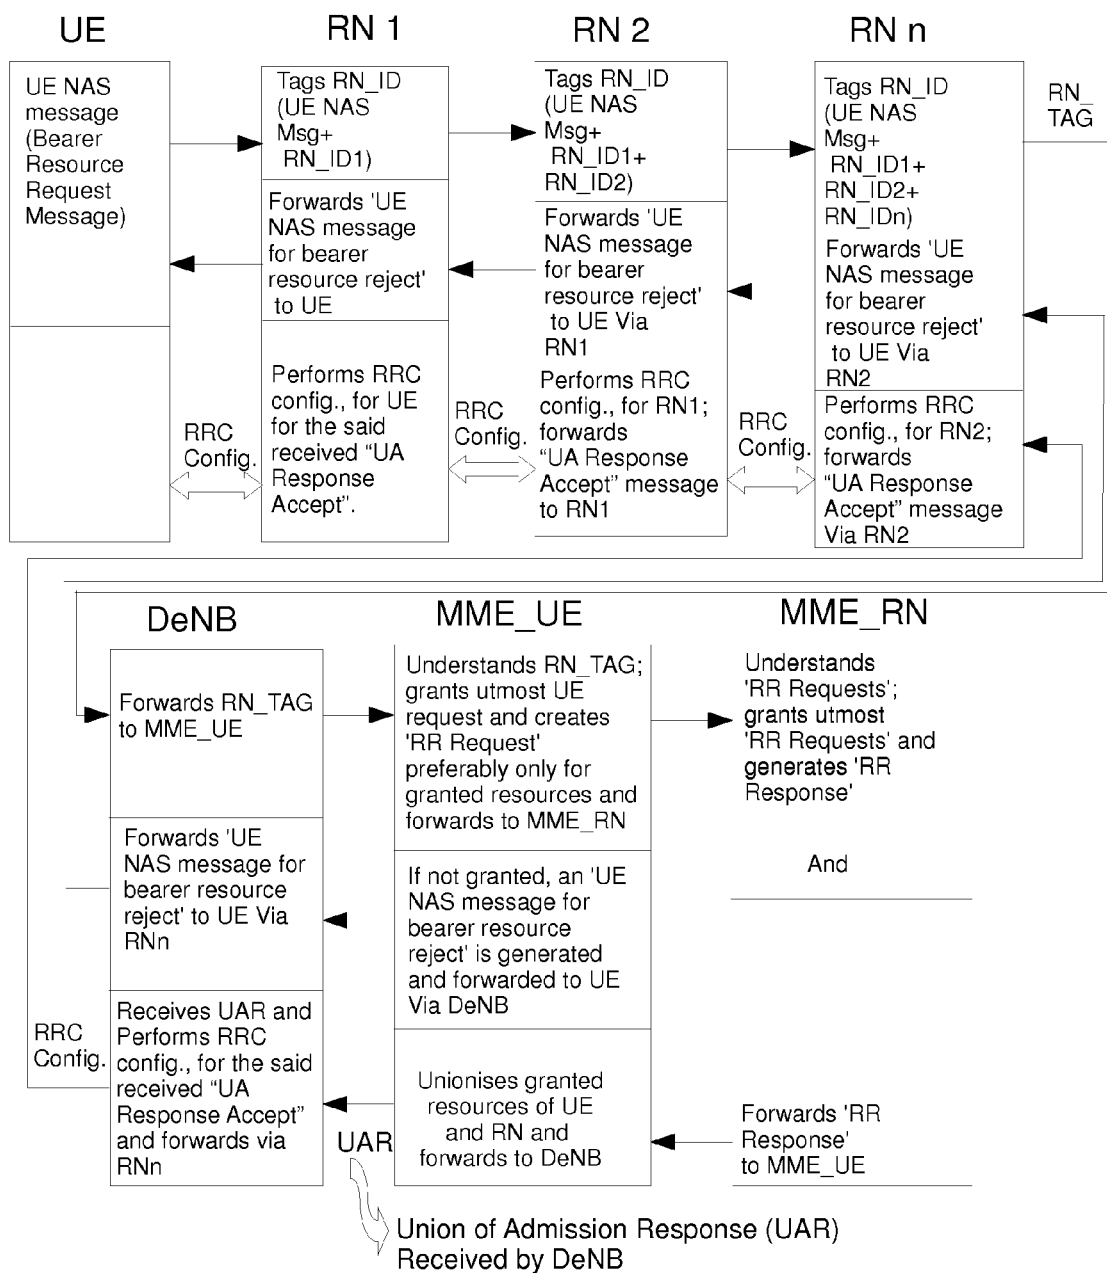 UE
RN 1
RN 2
RN n
UE NAS
message
(Bearer
Resource
Request
Message)
Tags RN_ID
(UE NAS
Msg+
RN_ID1)
Forwards 'UE
NAS message
for bearer
resource reject'
to UE
Performs RRC
config., for UE
for the said
received “UA
Response
Accept”.
RRC
Config.
Tags RN_ID
(UE NAS
Msg+
RN_ID1+
RN_ID2)
Forwards 'UE
NAS message
for bearer
resource reject'
to UE Via
RN1
Performs RRC
config., for RN1;
forwards
“UA Response
Accept” message
to RN1
RRC
Config.
Tags RN_ID
(UE NAS
Msg+
RN_ID1+
RN_ID2+
RN_IDn)
Forwards 'UE
NAS message
for bearer
resource reject'
to UE Via
RN2
Performs RRC
config., for RN2;
forwards
“UA Response
Accept” message
Via RN2
RRC
Config.
RN_
TAG
DeNB
MME_UE
MME_RN
Forwards RN_TAG
to MME_UE
Forwards 'UE
NAS message for
bearer resource
reject' to UE Via
RNn
Receives UAR and
Performs RRC
config., for the said
received “UA
Response Accept”
and forwards via
RNn
RRC
Config.
Understands RN_TAG;
grants utmost UE
request and creates
'RR Request'
preferably only for
granted resources and
forwards to MME_RN
If not granted, an 'UE
NAS message for
bearer resource
reject' is generated
and forwarded to UE
Via DeNB
Unionises granted
resources of UE
and RN and
forwards to DeNB
Understands
'RR Requests';
grants utmost
'RR Requests' and
generates 'RR
Response'
And
Forwards 'RR
Response'
to MME_UE
UAR
Union of Admission Response (UAR)
Received by DeNB